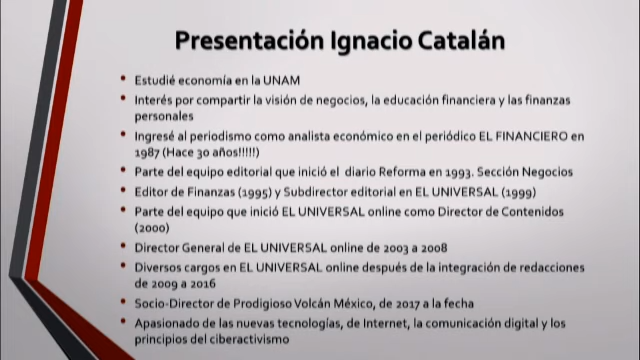 Presentación Ignacio Catalán
• Estudié economía en la UNAM
• Interés por compartir la visión de negocios, la educación financiera y las finanzas
personales
• Ingresé al periodismo como analista económico en el periódico EL FINANCIERO en
1987 (Hace 30 años!!!!!)
• Parte del equipo editorial que inició el diario Reforma en 1993. Sección Negocios
• Editor de Finanzas (1995) y Subdirector editorial en EL UNIVERSAL (1999)
• Parte del equipo que inició EL UNIVERSAL online como Director de Contenidos
(2000)
• Director General de EL UNIVERSAL online de 2003 a 2008
• Diversos cargos en EL UNIVERSAL online después de la integración de redacciones
de 2009 a 2016
• Socio-Director de Prodigioso Volcán México, de 2017 a la fecha
• Apasionado de las nuevas tecnologías, de Internet, la comunicación digital y los
principios del ciberactivismo